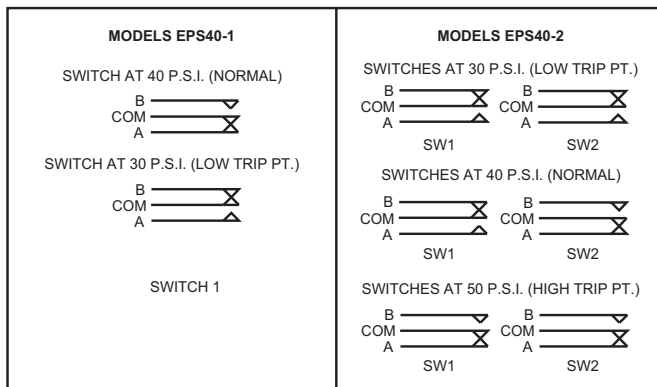 MODELS EPS40-1
SWITCH AT 40 P.S.I. (NORMAL)
B
COM
A
SWITCH AT 30 P.S.I. (LOW TRIP PT.)
B
COM
A
SWITCH 1
MODELS EPS40-2
SWITCHES AT 30 P.S.I. (LOW TRIP PT.)
B B
COM COM
A A
SW1 SW2
SWITCHES AT 40 P.S.I. (NORMAL)
B B
COM COM
A A
SW1 SW2
SWITCHES AT 50 P.S.I. (HIGH TRIP PT.)
B B
COM COM
A A
SW1 SW2